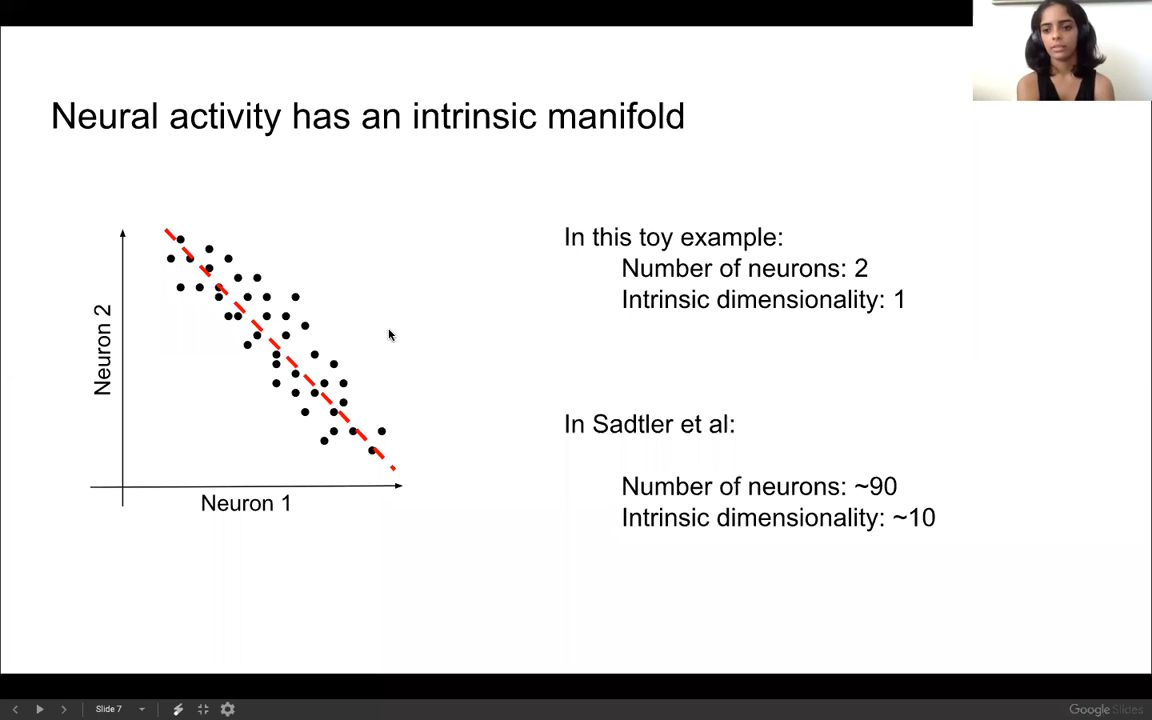 Neural activity has an intrinsic manifold
Neuron 2
Neuron 1
In this toy example:
Number of neurons: 2
Intrinsic dimensionality: 1
In Sadtler et al:
Number of neurons: ~90
Intrinsic dimensionality: ~10
Slide 7
Google Slides